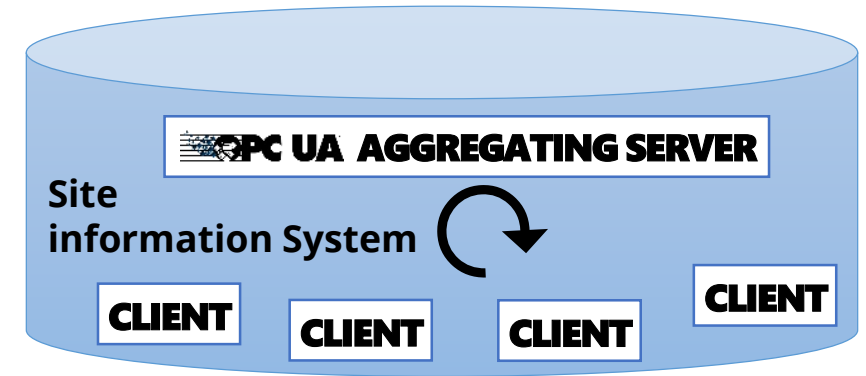 OPC UA AGGREGATING SERVER
Site
information System
CLIENT
CLIENT
CLIENT
CLIENT